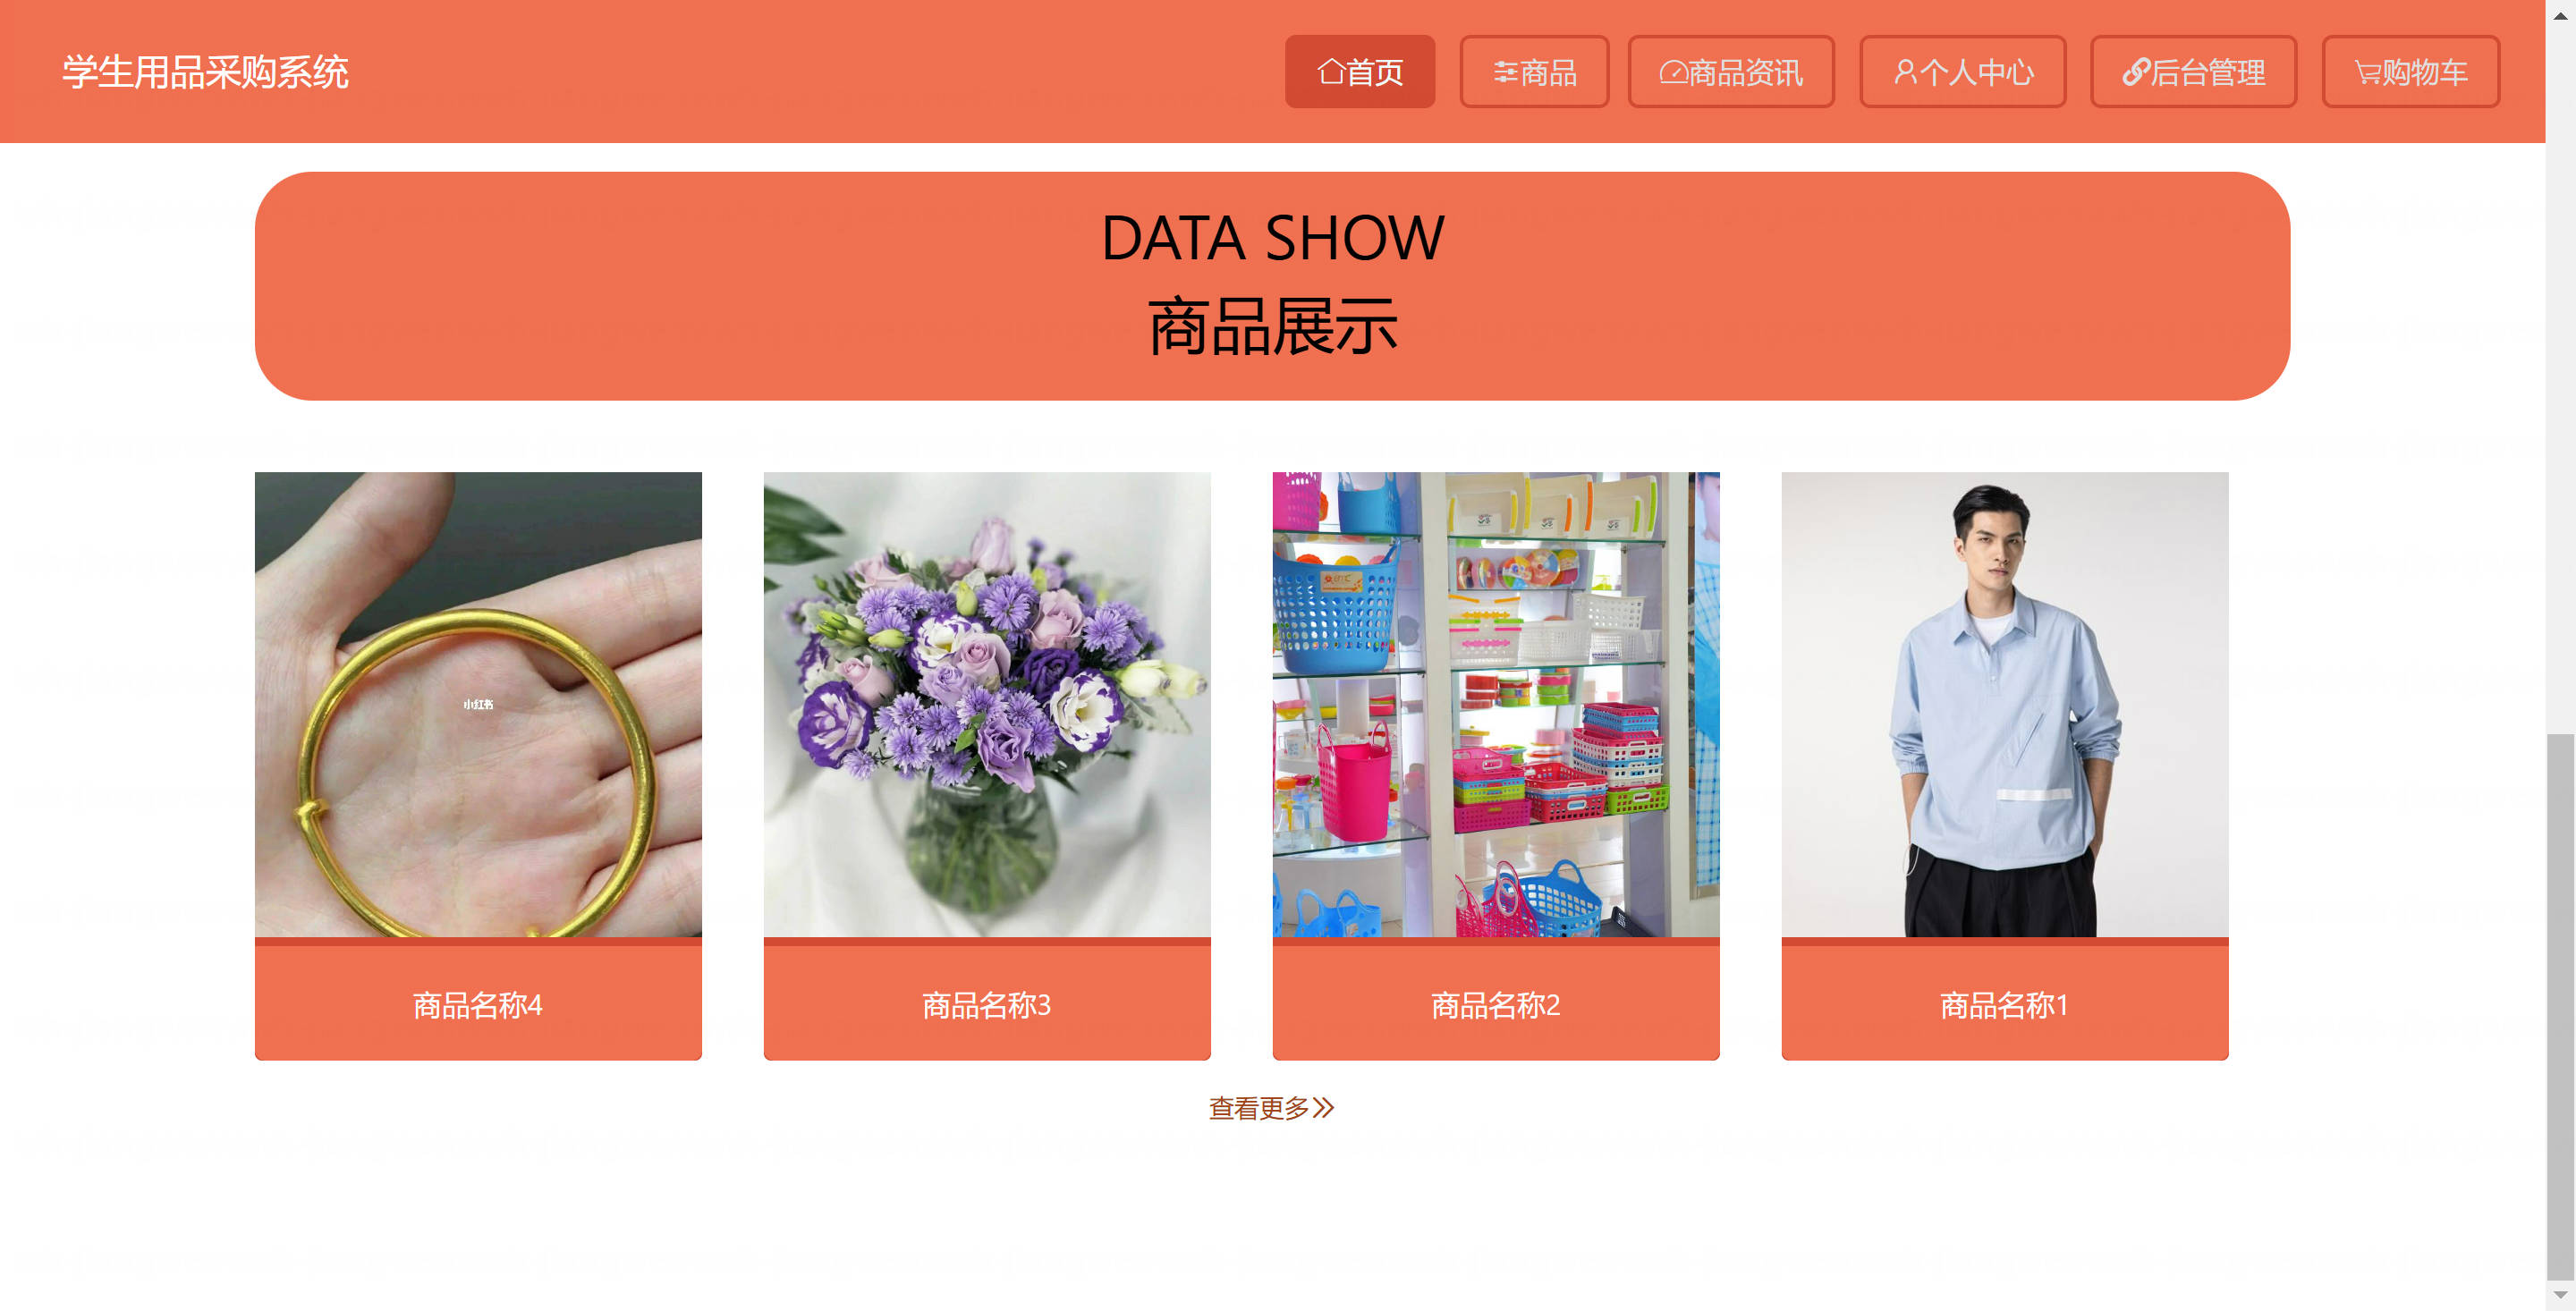 学生用品采购系统
首页
商品
商品资讯
个人中心
后台管理
购物车
DATA SHOW
商品展示
小红书
商品名称4
商品名称3
商品名称2
商品名称1
查看更多